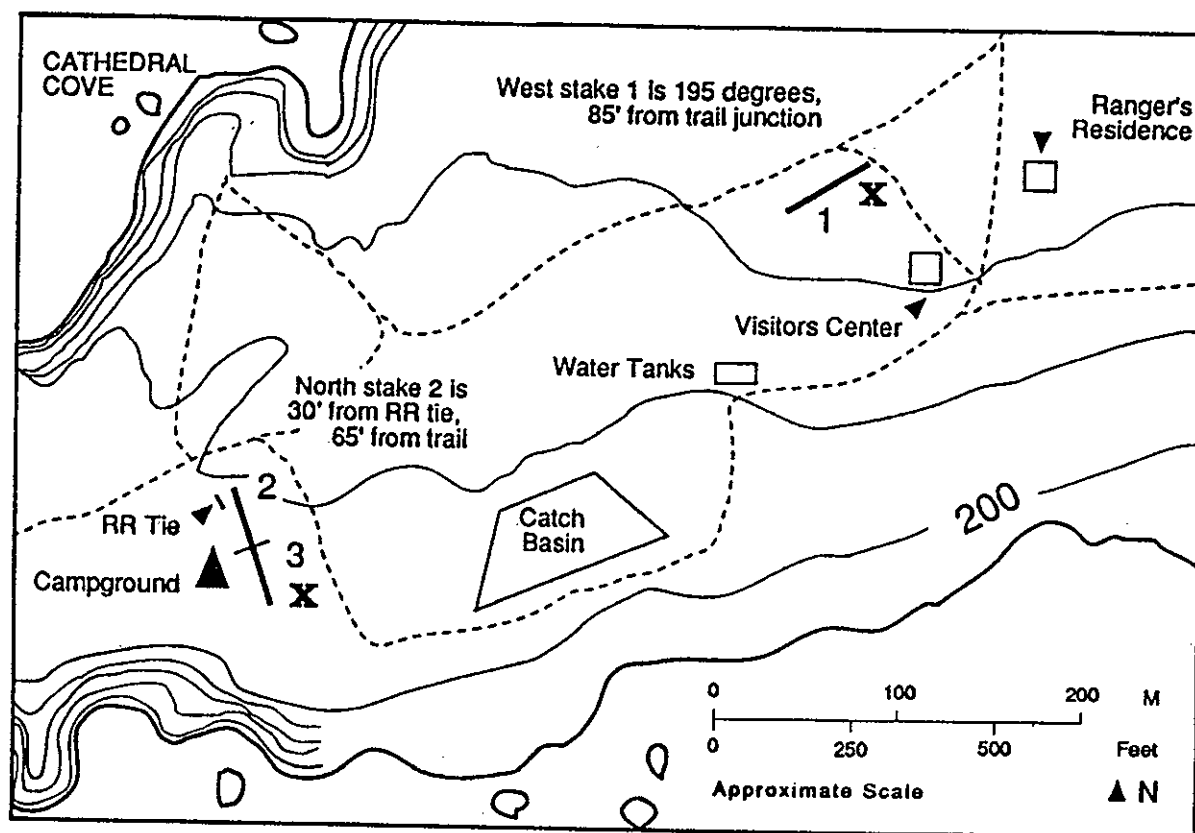 CATHEDRAL
COVE
West stake 1 is 195 degrees,
85' from trail junction
Ranger's
Residence
1
X
Visitors Center
Water Tanks
North stake 2 is
30' from RR tie,
65' from trail
2
RR Tie
3
Campground
X
Catch
Basin
200
0 100 200 M
0 250 500 Feet
Approximate Scale
N